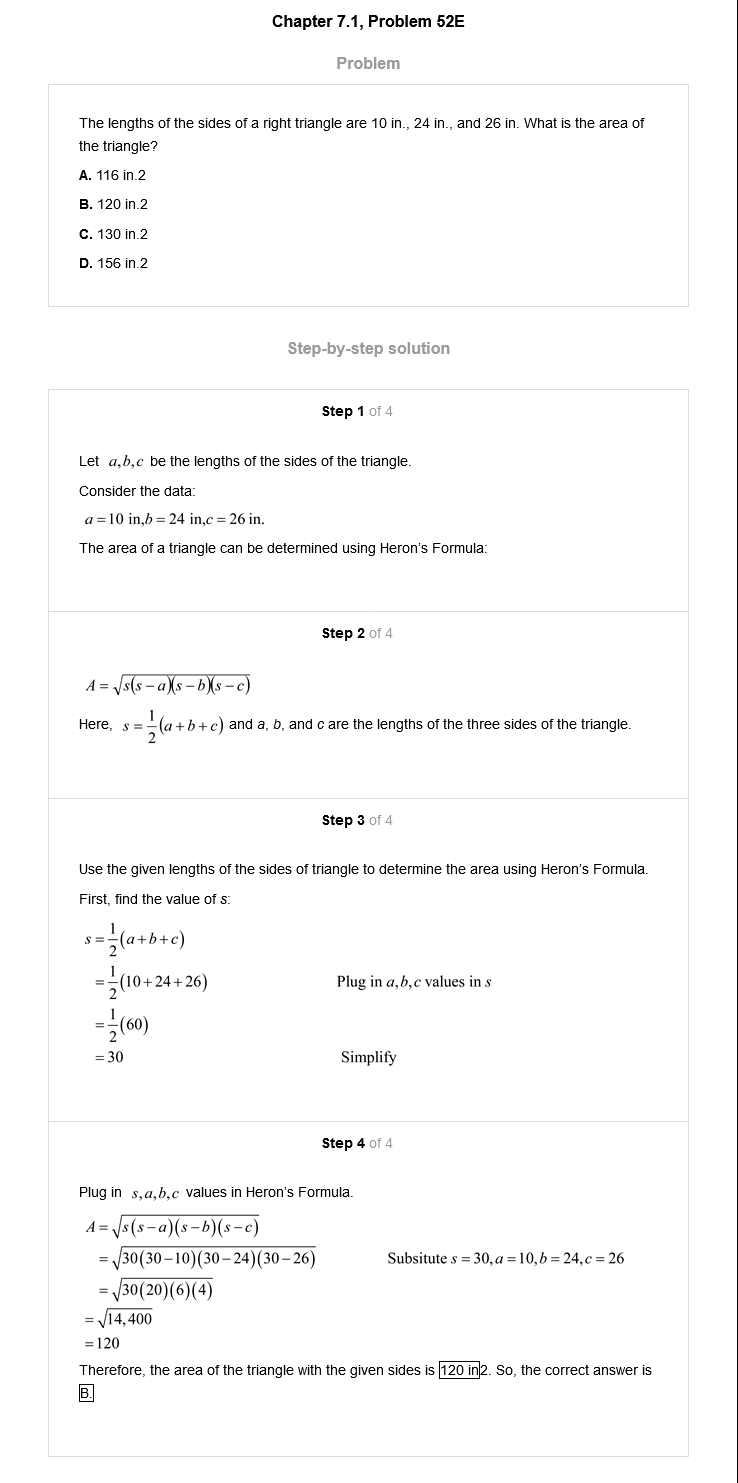 Chapter 7.1, Problem 52E
Problem
The lengths of the sides of a right triangle are 10 in., 24 in., and 26 in. What is the area of
the triangle?
A. 116 in.2
B. 120 in.2
C. 130 in.2
D. 156 in.2
Step-by-step solution
Step 1 of 4
Let a,b,c be the lengths of the sides of the triangle.
Consider the data:
a = 10 in,b = 24 in,c = 26 in.
The area of a triangle can be determined using Heron's Formula:
Step 2 of 4
A = √s(s − a)(s − b)(s − c)
Here, s = 1/2(a + b + c) and a, b, and c are the lengths of the three sides of the triangle.
Step 3 of 4
Use the given lengths of the sides of triangle to determine the area using Heron's Formula.
First, find the value of s:
s = 1/2(a + b + c)
= 1/2(10 + 24 + 26) Plug in a,b,c values in s
= 1/2(60)
= 30 Simplify
Step 4 of 4
Plug in s,a,b,c values in Heron's Formula.
A = √s(s − a)(s − b)(s − c)
= √30(30 − 10)(30 − 24)(30 − 26) Subsitute s = 30,a = 10,b = 24,c = 26
= √30(20)(6)(4)
= √14,400
= 120
Therefore, the area of the triangle with the given sides is 120 in2. So, the correct answer is
B.